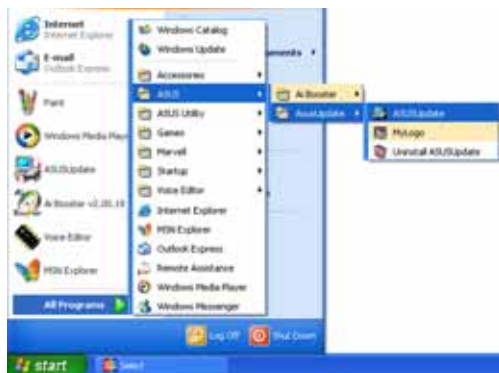 Internet
Internet Explorer
E-mail
Outlook Express
Paint
Windows Media Play
ASUSUpdate
Ai Booster v2.00.10
Voice Editor
MSN Explorer
All Programs
Windows Catalog
Windows Update
Accessories
ASUS
ASUS Utility
Games
Marvell
Startup
Voice Editor
Internet Explorer
MSN Explorer
Outlook Express
Remote Assistance
Windows Media Player
Windows Messenger
uments
Ai Booster
AsusUpdate
ASUSUpdate
MyLogo
Uninstall ASUSUpdate
Log Off
Shut Down
start